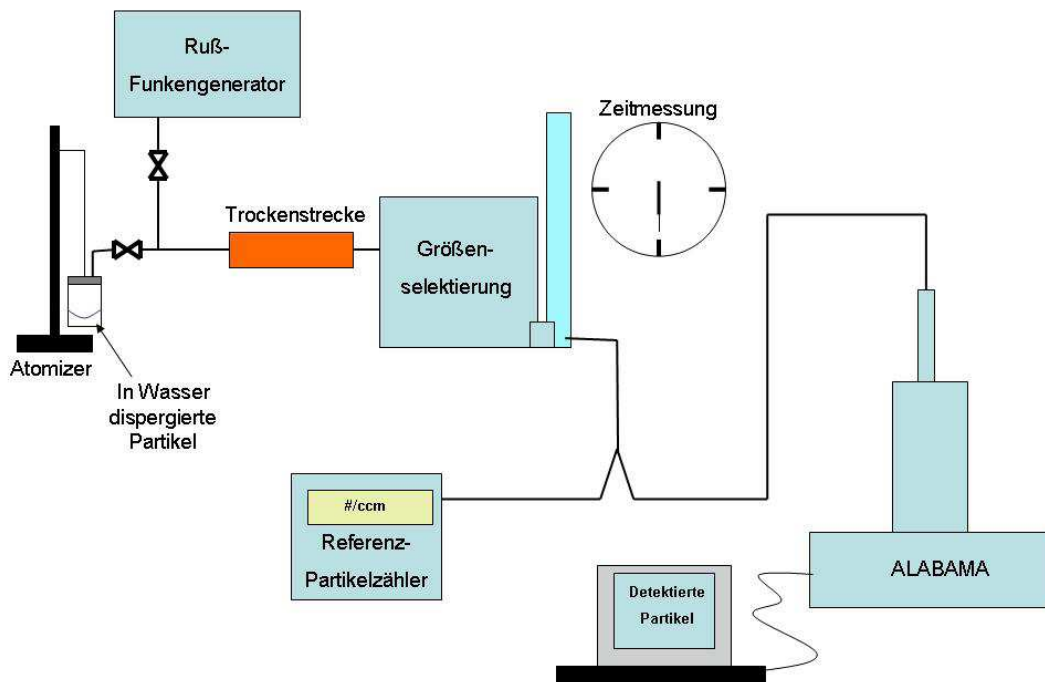 Ruß-
Funkengenerator
Zeitmessung
Trockenstrecke
Größen-
selektierung
Atomizer
In Wasser
dispergierte
Partikel
#/ccm
Referenz-
Partikelzähler
Detektierte
Partikel
ALABAMA